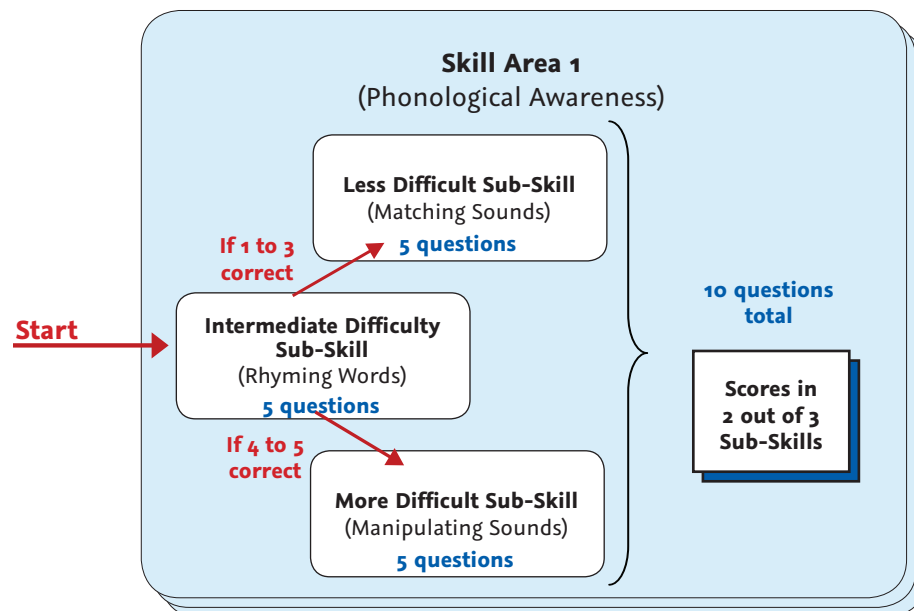 Skill Area 1
(Phonological Awareness)
Less Difficult Sub-Skill
(Matching Sounds)
5 questions
If 1 to 3
correct
Start
Intermediate Difficulty
Sub-Skill
(Rhyming Words)
5 questions
If 4 to 5
correct
More Difficult Sub-Skill
(Manipulating Sounds)
5 questions
10 questions
total
Scores in
2 out of 3
Sub-Skills